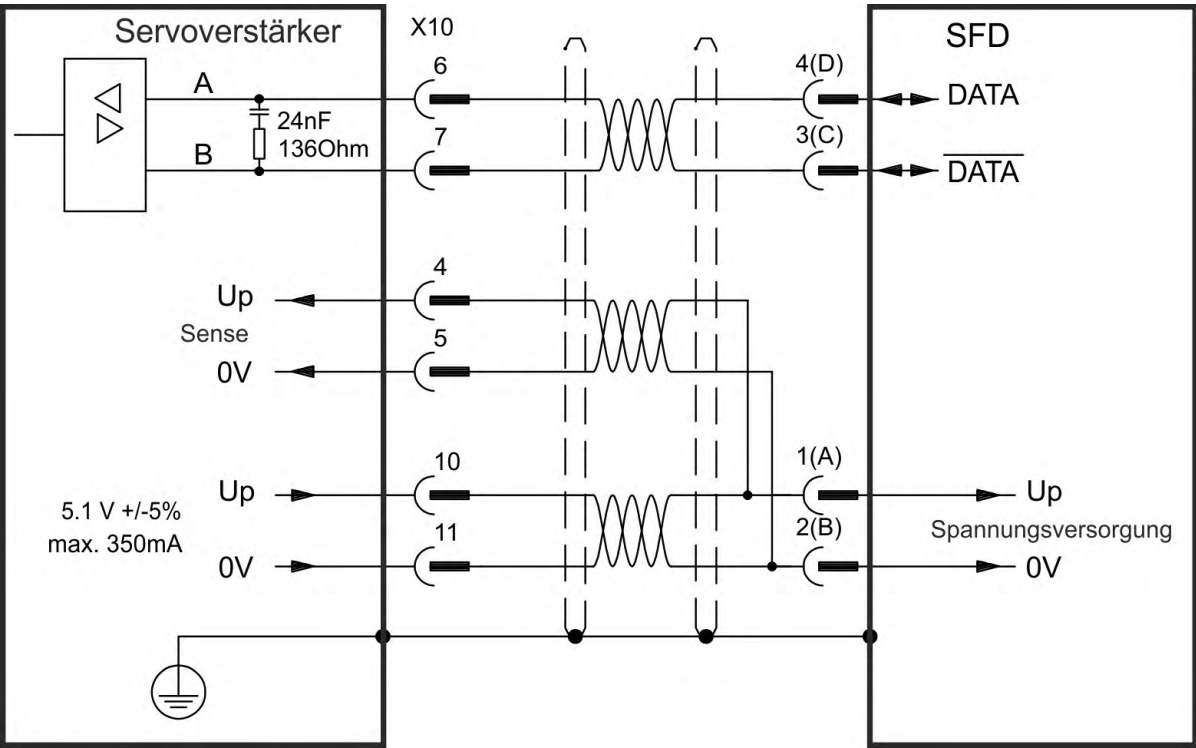 Servoverstärker
X10
SFD
A
6
4(D)
DATA
24nF
136Ohm
B
7
3(C)
DATA
4
Up
Sense
5
0V
10
1(A)
Up
Up
5.1 V +/-5%
max. 350mA
11
2(B)
Spannungsversorgung
0V
0V